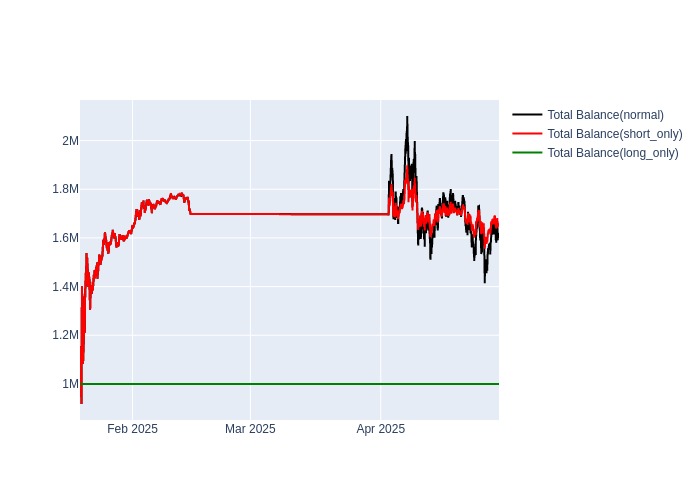 Total Balance(normal)
Total Balance(short_only)
Total Balance(long_only)
2M
1.8M
1.6M
1.4M
1.2M
1M
Feb 2025
Mar 2025
Apr 2025